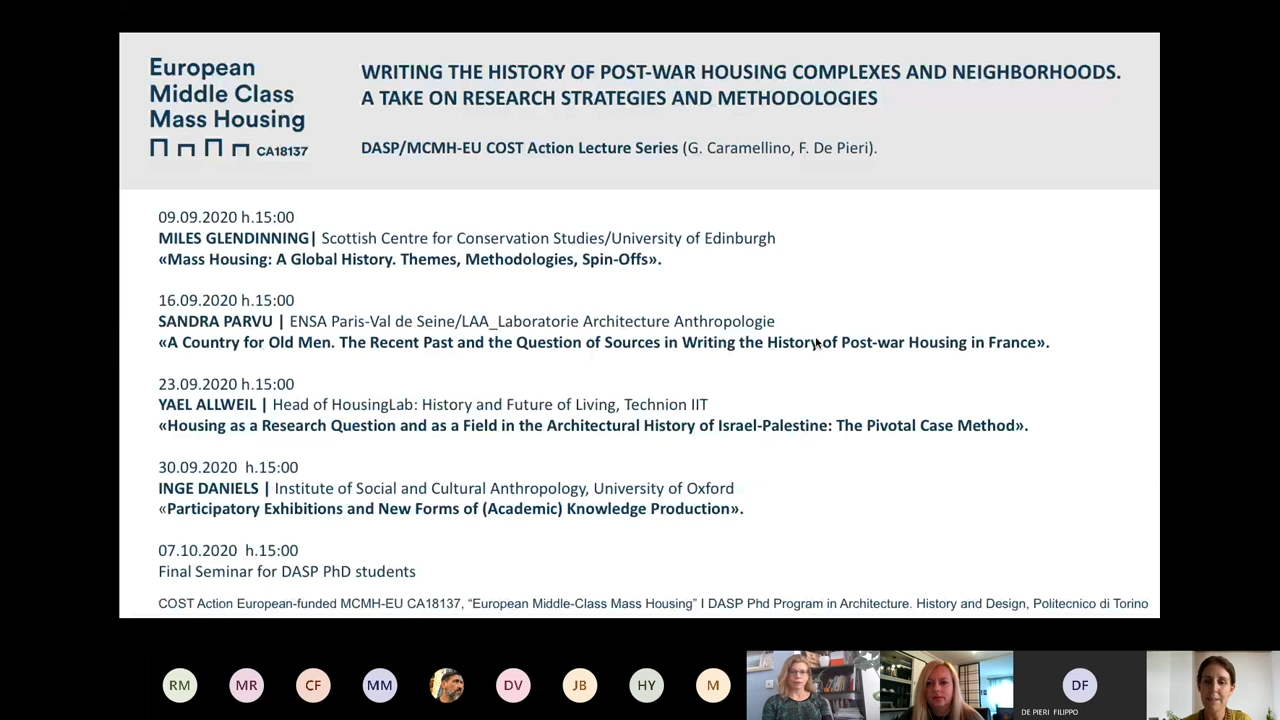 European
Middle Class
Mass Housing
CA18137
WRITING THE HISTORY OF POST-WAR HOUSING COMPLEXES AND NEIGHBORHOODS.
A TAKE ON RESEARCH STRATEGIES AND METHODOLOGIES
DASP/MCMH-EU COST Action Lecture Series (G. Caramellino, F. De Pieri).
09.09.2020 h.15:00
MILES GLENDINNING| Scottish Centre for Conservation Studies/University of Edinburgh
«Mass Housing: A Global History. Themes, Methodologies, Spin-Offs».
16.09.2020 h.15:00
SANDRA PARVU | ENSA Paris-Val de Seine/LAA_Laboratorie Architecture Anthropologie
«A Country for Old Men. The Recent Past and the Question of Sources in Writing the History of Post-war Housing in France».
23.09.2020 h.15:00
YAEL ALLWEIL | Head of HousingLab: History and Future of Living, Technion IIT
«Housing as a Research Question and as a Field in the Architectural History of Israel-Palestine: The Pivotal Case Method».
30.09.2020 h.15:00
INGE DANIELS | Institute of Social and Cultural Anthropology, University of Oxford
«Participatory Exhibitions and New Forms of (Academic) Knowledge Production».
07.10.2020 h.15:00
Final Seminar for DASP PhD students
COST Action European-funded MCMH-EU CA18137, “European Middle-Class Mass Housing” I DASP Phd Program in Architecture. History and Design, Politecnico di Torino
RM MR CF MM DV JB HY M DF
DE PIERI FILIPPO